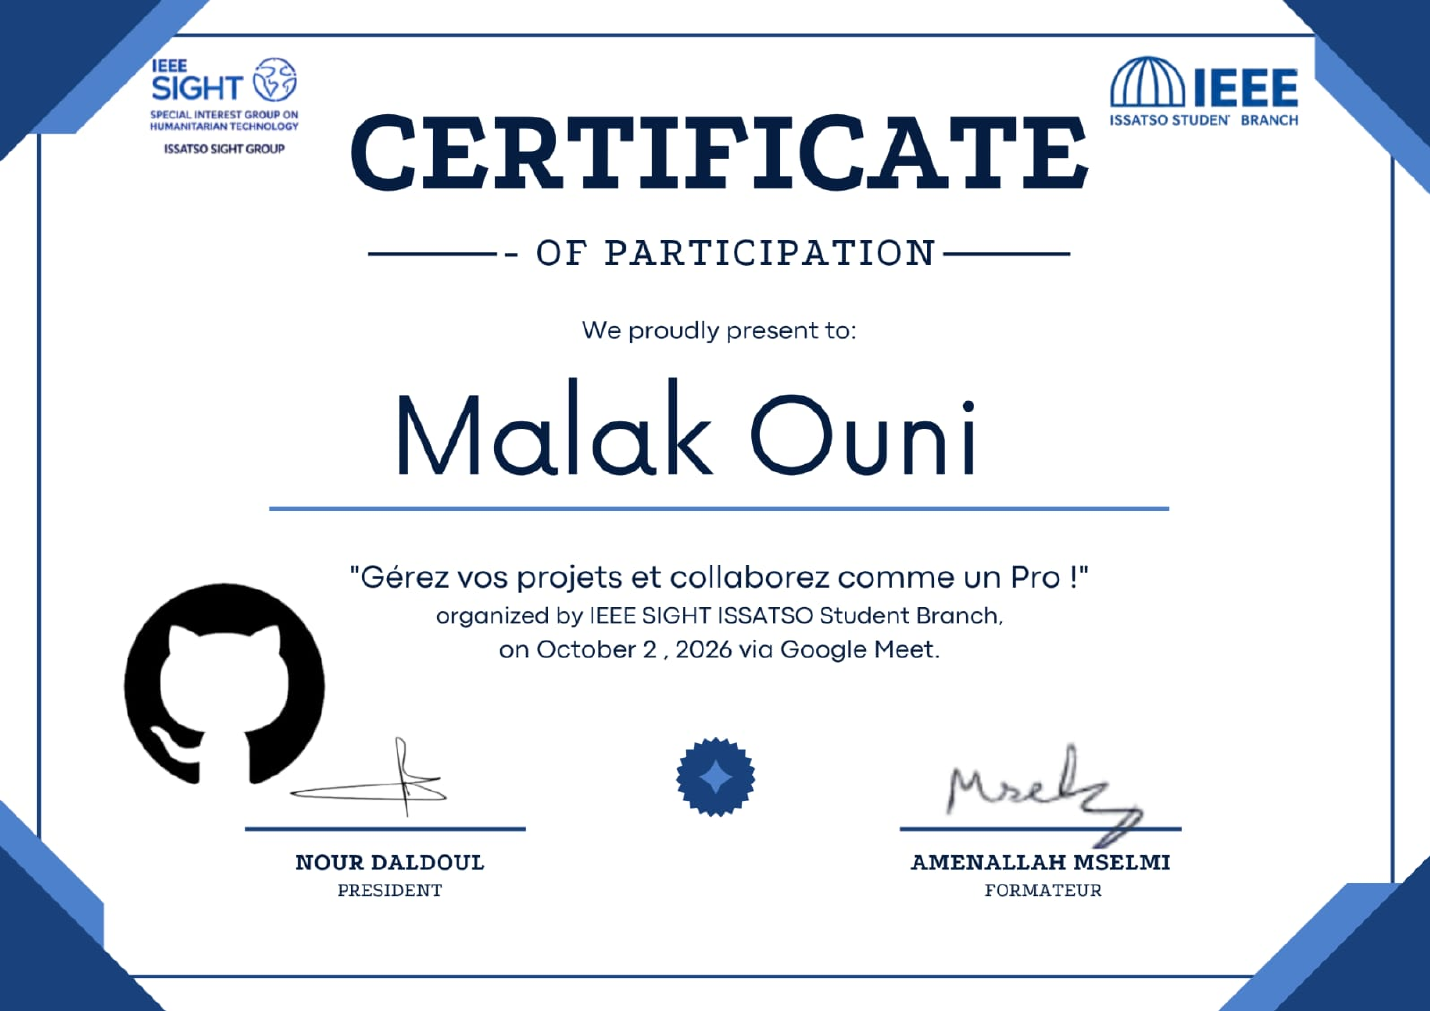 IEEE
SIGHT
SPECIAL INTEREST GROUP ON
HUMANITARIAN TECHNOLOGY
ISSATSO SIGHT GROUP
IEEE
ISSATSO STUDENT BRANCH
CERTIFICATE
- OF PARTICIPATION
We proudly present to:
Malak Ouni
"Gérez vos projets et collaborez comme un Pro !"
organized by IEEE SIGHT ISSATSO Student Branch,
on October 2 , 2026 via Google Meet.
Mselmi
NOUR DALDOUL
PRESIDENT
AMENALLAH MSELMI
FORMATEUR